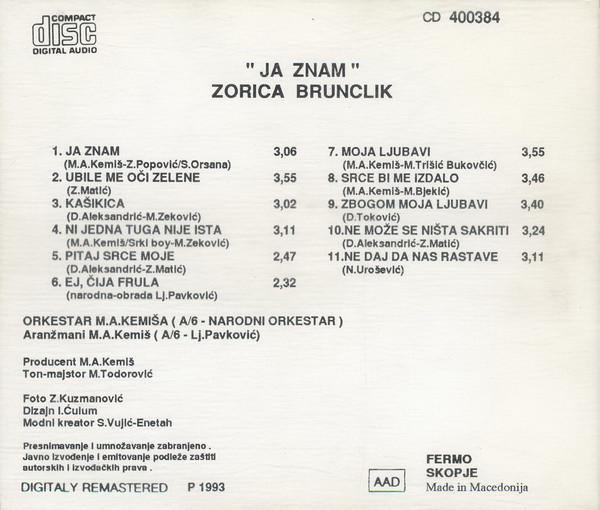 COMPACT
disc
DIGITAL AUDIO
CD 400384
" JA ZNAM "
ZORICA BRUNCLIK
1. JA ZNAM 3,06
(M.A.Kemiš-Z.Popović/S.Orsana)
2. UBILE ME OČI ZELENE 3,55
(Z.Matić)
3. KAŠIKICA 3,02
(D.Aleksandrić-M.Zeković)
4. NI JEDNA TUGA NIJE ISTA 3,11
(M.A.Kemiš/Srki boy-M.Zeković)
5. PITAJ SRCE MOJE 2,47
(D.Aleksandrić-Z.Matić)
6. EJ, ČIJA FRULA 2,32
(narodna-obrada Lj.Pavković)
7. MOJA LJUBAVI 3,55
(M.A.Kemiš-M.Trišić Bukovčić)
8. SRCE BI ME IZDALO 3,46
(M.A.Kemiš-M.Bjekić)
9. ZBOGOM MOJA LJUBAVI 3,40
(D.Toković)
10.NE MOŽE SE NIŠTA SAKRITI 3,24
(D.Aleksandrić-Z.Matić)
11.NE DAJ DA NAS RASTAVE 3,11
(N.Urošević)
ORKESTAR M.A.KEMIŠA ( A/6 - NARODNI ORKESTAR )
Aranžmani M.A.Kemiš ( A/6 - Lj.Pavković)
Producent M.A.Kemiš
Ton-majstor M.Todorović
Foto Z.Kuzmanović
Dizajn I.Ćulum
Modni kreator S.Vujić-Enetah
Presnimavanje i umnožavanje zabranjeno .
Javno izvođenje i emitovanje podleže zaštiti
autorskih i izvođačkih prava .
DIGITALY REMASTERED P 1993
AAD
FERMO
SKOPJE
Made in Macedonija